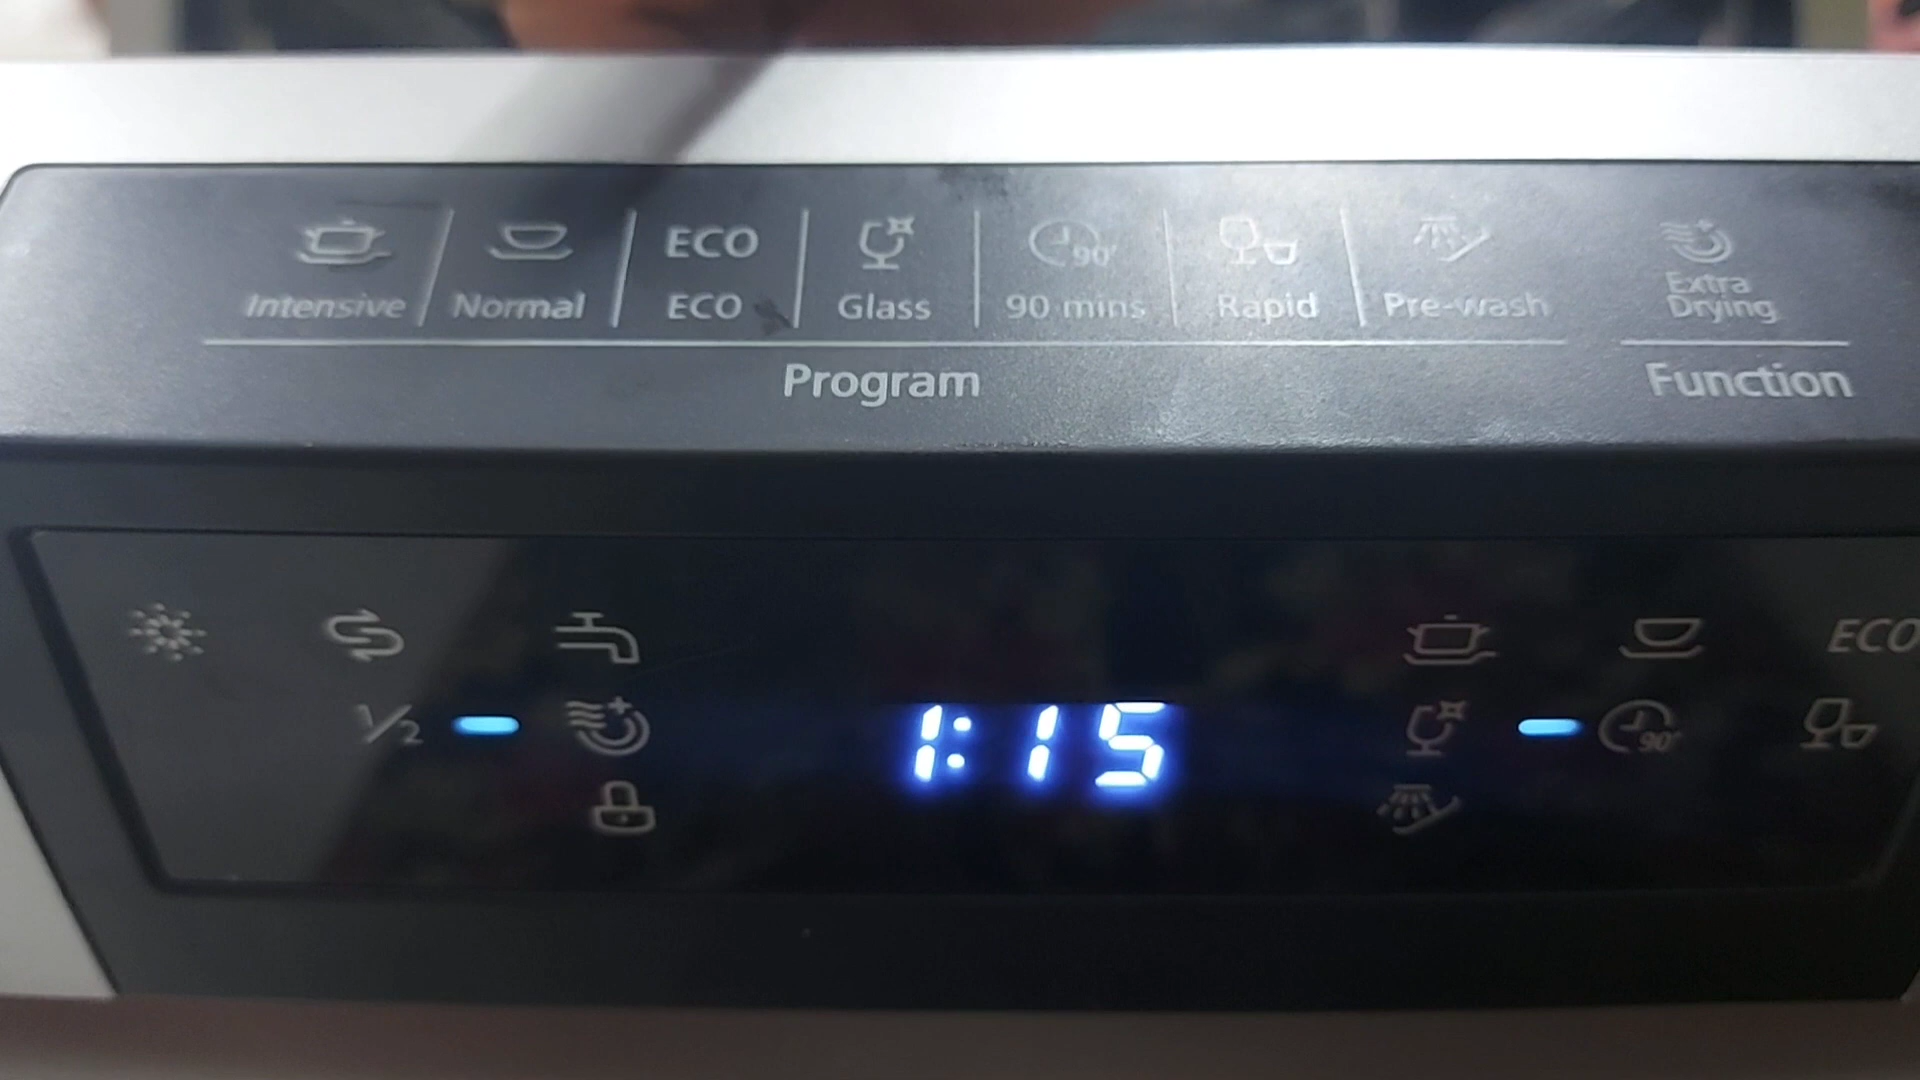 ECO
90'
Intensive Normal ECO Glass 90 mins Rapid Pre-wash Extra Drying
Program Function
ECO
1/2 1:15 90'